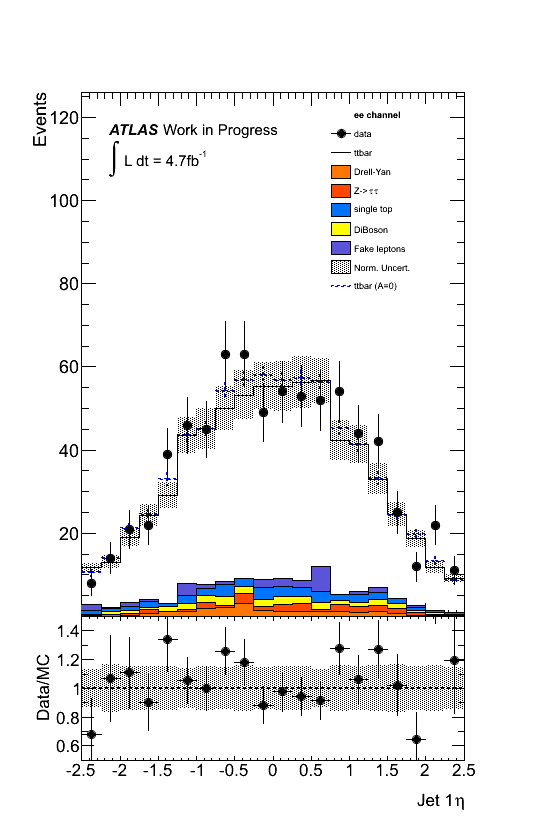 Events
120
100
80
60
40
20
ATLAS Work in Progress
∫ L dt = 4.7fb⁻¹
ee channel
data
ttbar
Drell-Yan
Z->ττ
single top
DiBoson
Fake leptons
Norm. Uncert.
ttbar (A=0)
Data/MC
1.4
1.2
1
0.8
0.6
-2.5 -2 -1.5 -1 -0.5 0 0.5 1 1.5 2 2.5
Jet 1η